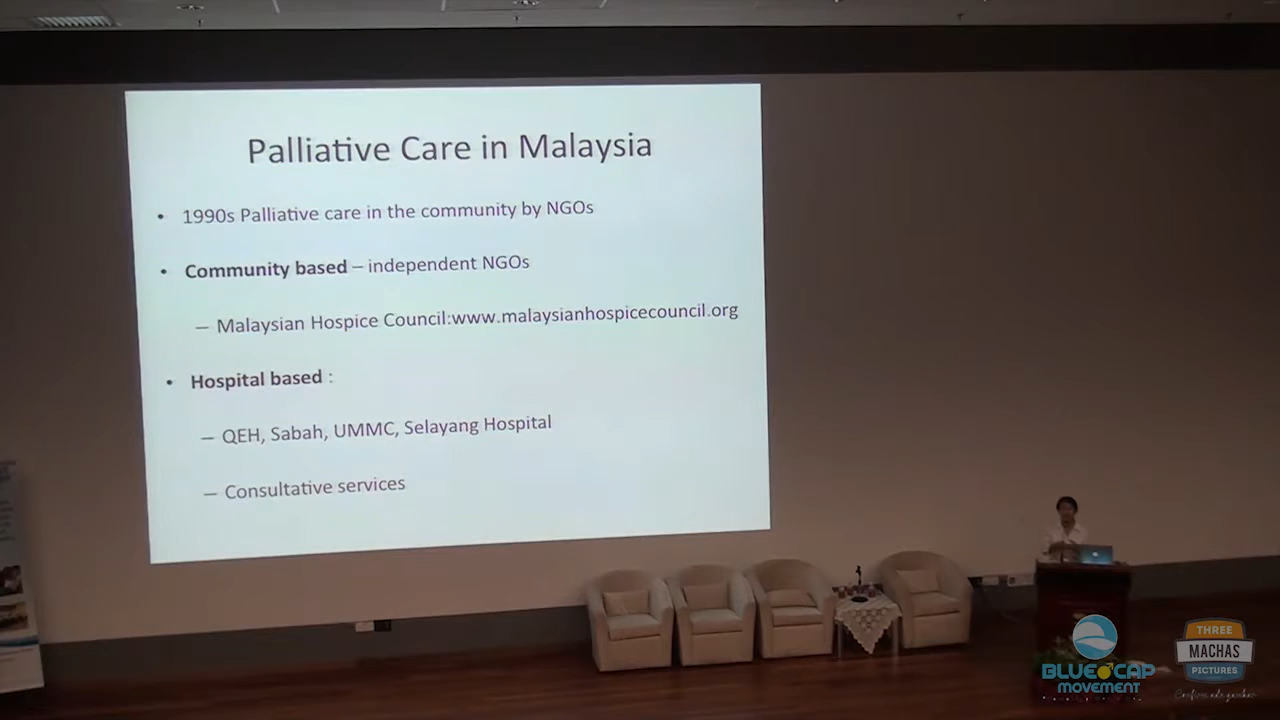 Palliative Care in Malaysia
• 1990s Palliative care in the community by NGOs
• Community based – independent NGOs
– Malaysian Hospice Council:www.malaysianhospicecouncil.org
• Hospital based :
– QEH, Sabah, UMMC, Selayang Hospital
– Consultative services
BLUE CAP
MOVEMENT
THREE
MACHAS
PICTURES